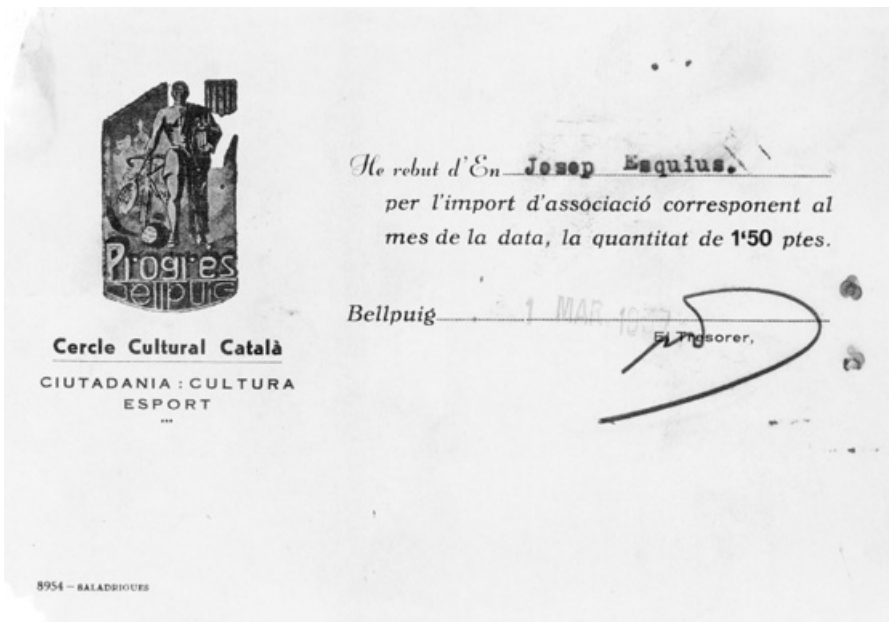 Progrés
Bellpuig
Cercle Cultural Català
CIUTADANIA : CULTURA
ESPORT
He rebut d'En Josep Esquius.
per l'import d'associació corresponent al
mes de la data, la quantitat de 1'50 ptes.
Bellpuig 1 MAR
El Tresorer,
8954 — SALADRIGUES